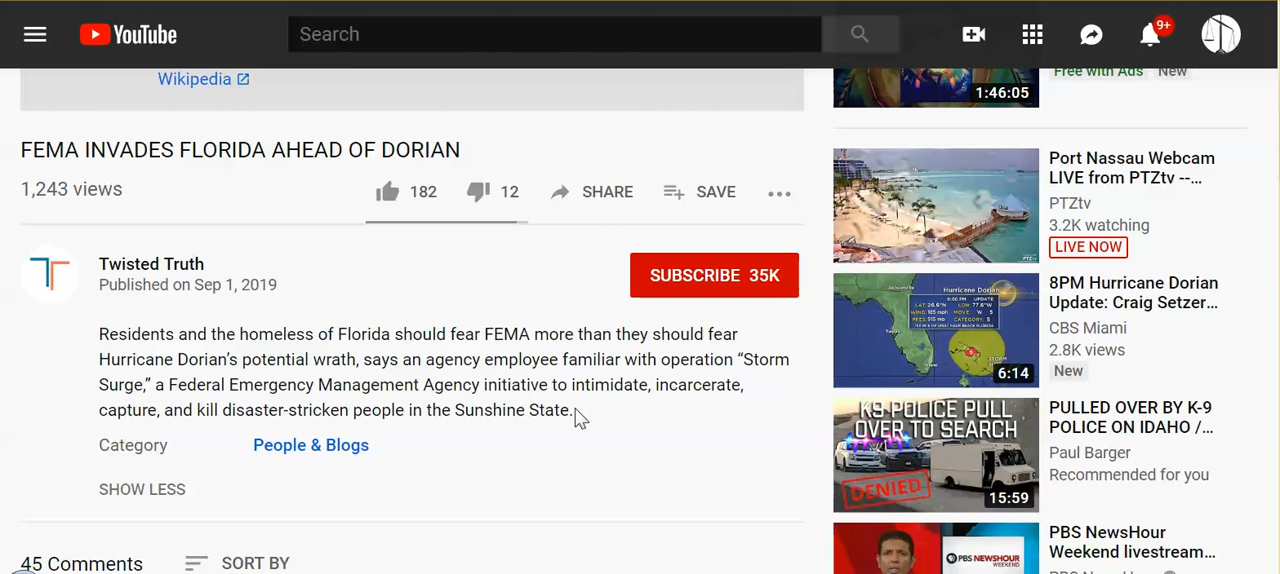 YouTube
Search
9+
Wikipedia
FEMA INVADES FLORIDA AHEAD OF DORIAN
1,243 views
182
12
SHARE
SAVE
Twisted Truth
Published on Sep 1, 2019
SUBSCRIBE 35K
Residents and the homeless of Florida should fear FEMA more than they should fear
Hurricane Dorian's potential wrath, says an agency employee familiar with operation “Storm
Surge,” a Federal Emergency Management Agency initiative to intimidate, incarcerate,
capture, and kill disaster-stricken people in the Sunshine State.
Category
People & Blogs
SHOW LESS
45 Comments
SORT BY
Free with Ads
New
1:46:05
Port Nassau Webcam
LIVE from PTZtv --...
PTZtv
3.2K watching
LIVE NOW
8PM Hurricane Dorian
Update: Craig Setzer...
CBS Miami
2.8K views
New
Hurricane Dorian
6:14
K9 POLICE PULL
OVER TO SEARCH
DENIED
15:59
PULLED OVER BY K-9
POLICE ON IDAHO /...
Paul Barger
Recommended for you
PBS NEWSHOUR
WEEKEND
PBS NewsHour
Weekend livestream...